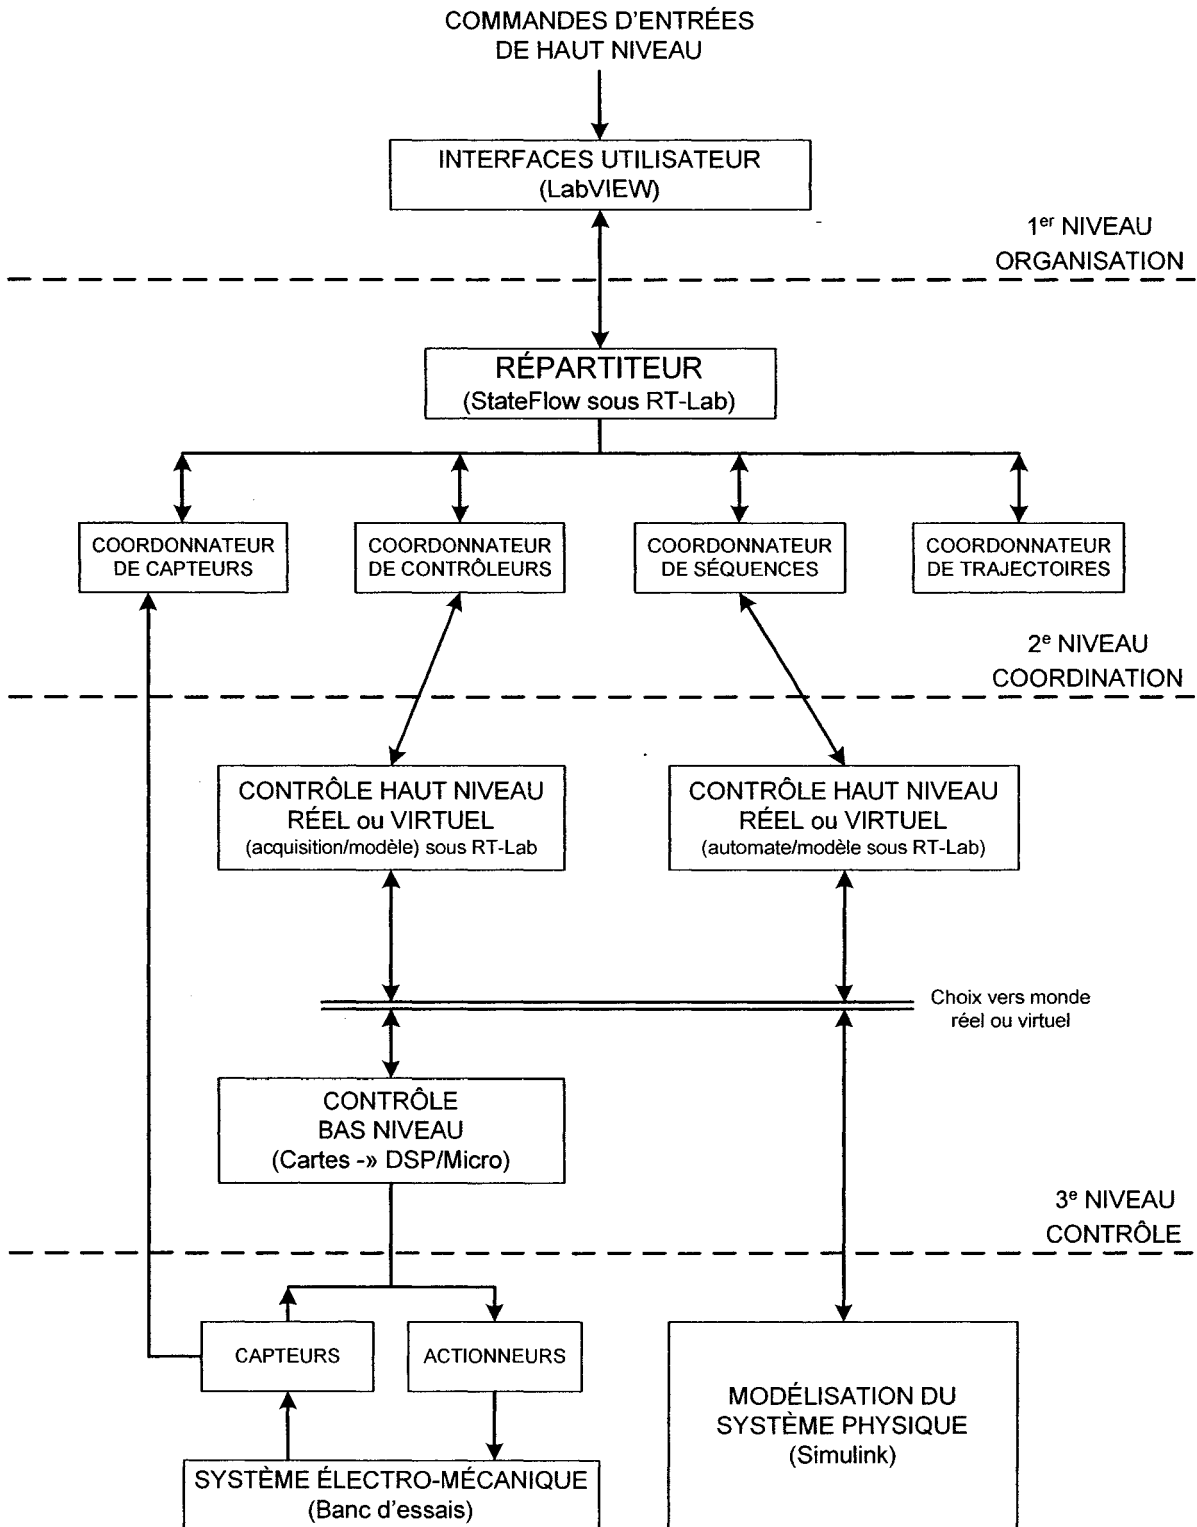 COMMANDES D'ENTRÉES
DE HAUT NIVEAU
INTERFACES UTILISATEUR
(LabVIEW)
1er NIVEAU
ORGANISATION
RÉPARTITEUR
(StateFlow sous RT-Lab)
COORDONNATEUR
DE CAPTEURS
COORDONNATEUR
DE CONTRÔLEURS
COORDONNATEUR
DE SÉQUENCES
COORDONNATEUR
DE TRAJECTOIRES
2e NIVEAU
COORDINATION
CONTRÔLE HAUT NIVEAU
RÉEL ou VIRTUEL
(acquisition/modèle) sous RT-Lab
CONTRÔLE HAUT NIVEAU
RÉEL ou VIRTUEL
(automate/modèle sous RT-Lab)
Choix vers monde
réel ou virtuel
CONTRÔLE
BAS NIVEAU
(Cartes -» DSP/Micro)
3e NIVEAU
CONTRÔLE
CAPTEURS
ACTIONNEURS
MODÉLISATION DU
SYSTÈME PHYSIQUE
(Simulink)
SYSTÈME ÉLECTRO-MÉCANIQUE
(Banc d'essais)